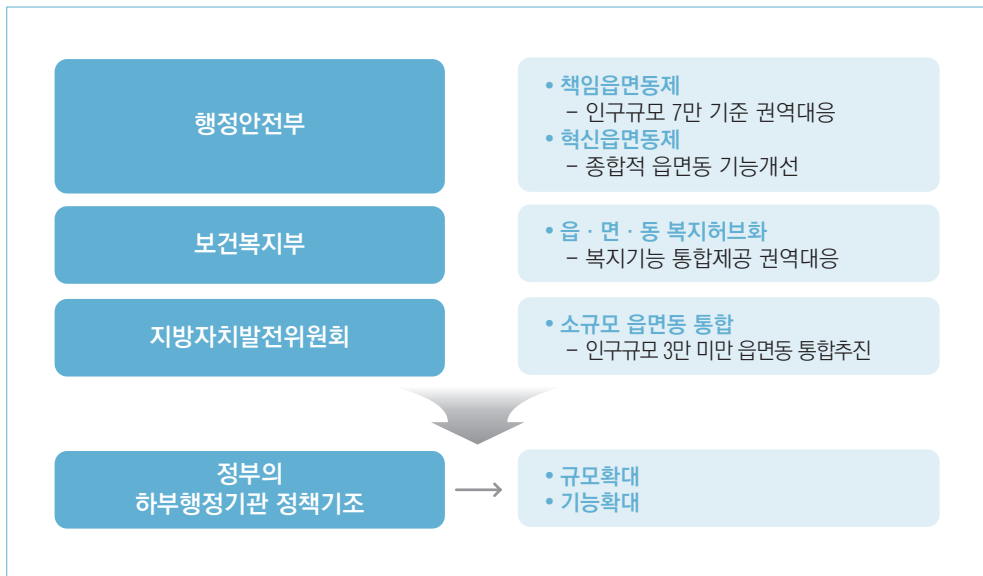 행정안전부
• 책임읍면동제
– 인구규모 7만 기준 권역대응
• 혁신읍면동제
– 종합적 읍면동 기능개선
보건복지부
• 읍 · 면 · 동 복지허브화
– 복지기능 통합제공 권역대응
지방자치발전위원회
• 소규모 읍면동 통합
– 인구규모 3만 미만 읍면동 통합추진
정부의
하부행정기관 정책기조
• 규모확대
• 기능확대